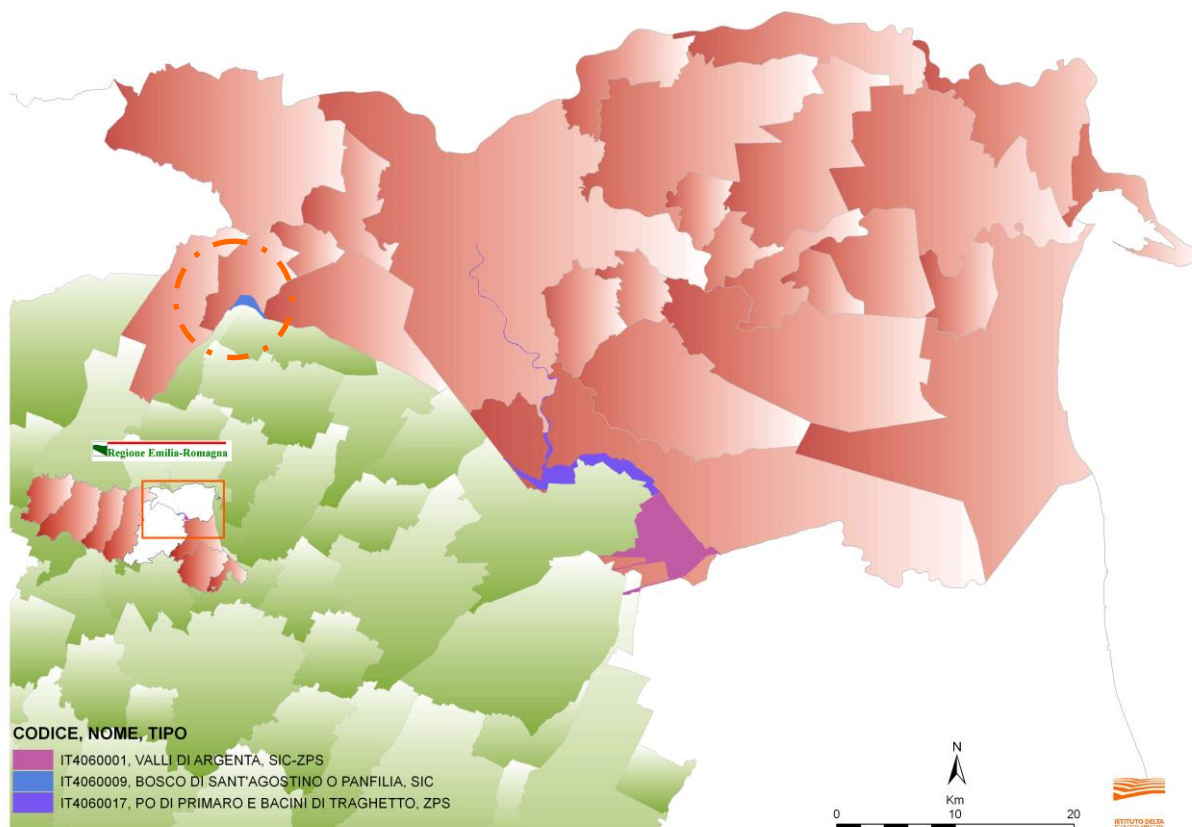 Regione Emilia-Romagna
CODICE, NOME, TIPO
IT4060001, VALLI DI ARGENTA, SIC-ZPS
IT4060009, BOSCO DI SANT'AGOSTINO O PANFILIA, SIC
IT4060017, PO DI PRIMARO E BACINI DI TRAGHETTO, ZPS
N
Km
0 10 20
ISTITUTO DELTA